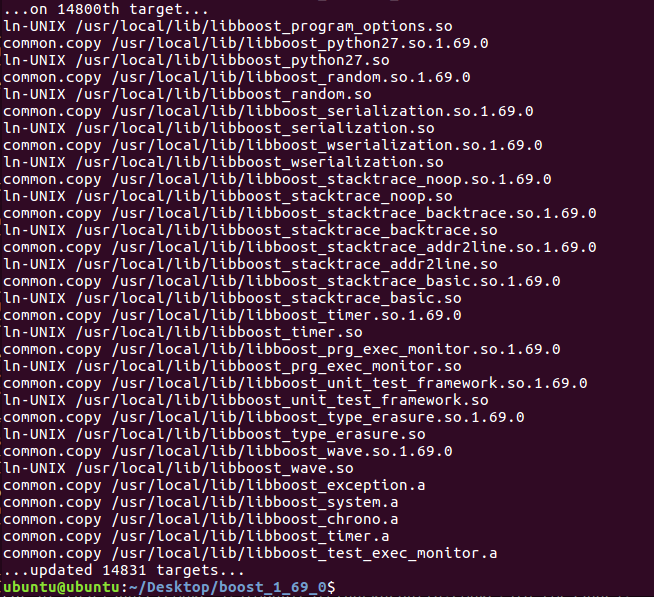 ...on 14800th target...
ln-UNIX /usr/local/lib/libboost_program_options.so
common.copy /usr/local/lib/libboost_python27.so.1.69.0
ln-UNIX /usr/local/lib/libboost_python27.so
common.copy /usr/local/lib/libboost_random.so.1.69.0
ln-UNIX /usr/local/lib/libboost_random.so
common.copy /usr/local/lib/libboost_serialization.so.1.69.0
ln-UNIX /usr/local/lib/libboost_serialization.so
common.copy /usr/local/lib/libboost_wserialization.so.1.69.0
ln-UNIX /usr/local/lib/libboost_wserialization.so
common.copy /usr/local/lib/libboost_stacktrace_noop.so.1.69.0
ln-UNIX /usr/local/lib/libboost_stacktrace_noop.so
common.copy /usr/local/lib/libboost_stacktrace_backtrace.so.1.69.0
ln-UNIX /usr/local/lib/libboost_stacktrace_backtrace.so
common.copy /usr/local/lib/libboost_stacktrace_addr2line.so.1.69.0
ln-UNIX /usr/local/lib/libboost_stacktrace_addr2line.so
common.copy /usr/local/lib/libboost_stacktrace_basic.so.1.69.0
ln-UNIX /usr/local/lib/libboost_stacktrace_basic.so
common.copy /usr/local/lib/libboost_timer.so.1.69.0
ln-UNIX /usr/local/lib/libboost_timer.so
common.copy /usr/local/lib/libboost_prg_exec_monitor.so.1.69.0
ln-UNIX /usr/local/lib/libboost_prg_exec_monitor.so
common.copy /usr/local/lib/libboost_unit_test_framework.so.1.69.0
ln-UNIX /usr/local/lib/libboost_unit_test_framework.so
common.copy /usr/local/lib/libboost_type_erasure.so.1.69.0
ln-UNIX /usr/local/lib/libboost_type_erasure.so
common.copy /usr/local/lib/libboost_wave.so.1.69.0
ln-UNIX /usr/local/lib/libboost_wave.so
common.copy /usr/local/lib/libboost_exception.a
common.copy /usr/local/lib/libboost_system.a
common.copy /usr/local/lib/libboost_chrono.a
common.copy /usr/local/lib/libboost_timer.a
common.copy /usr/local/lib/libboost_test_exec_monitor.a
...updated 14831 targets...
ubuntu@ubuntu:~/Desktop/boost_1_69_0$